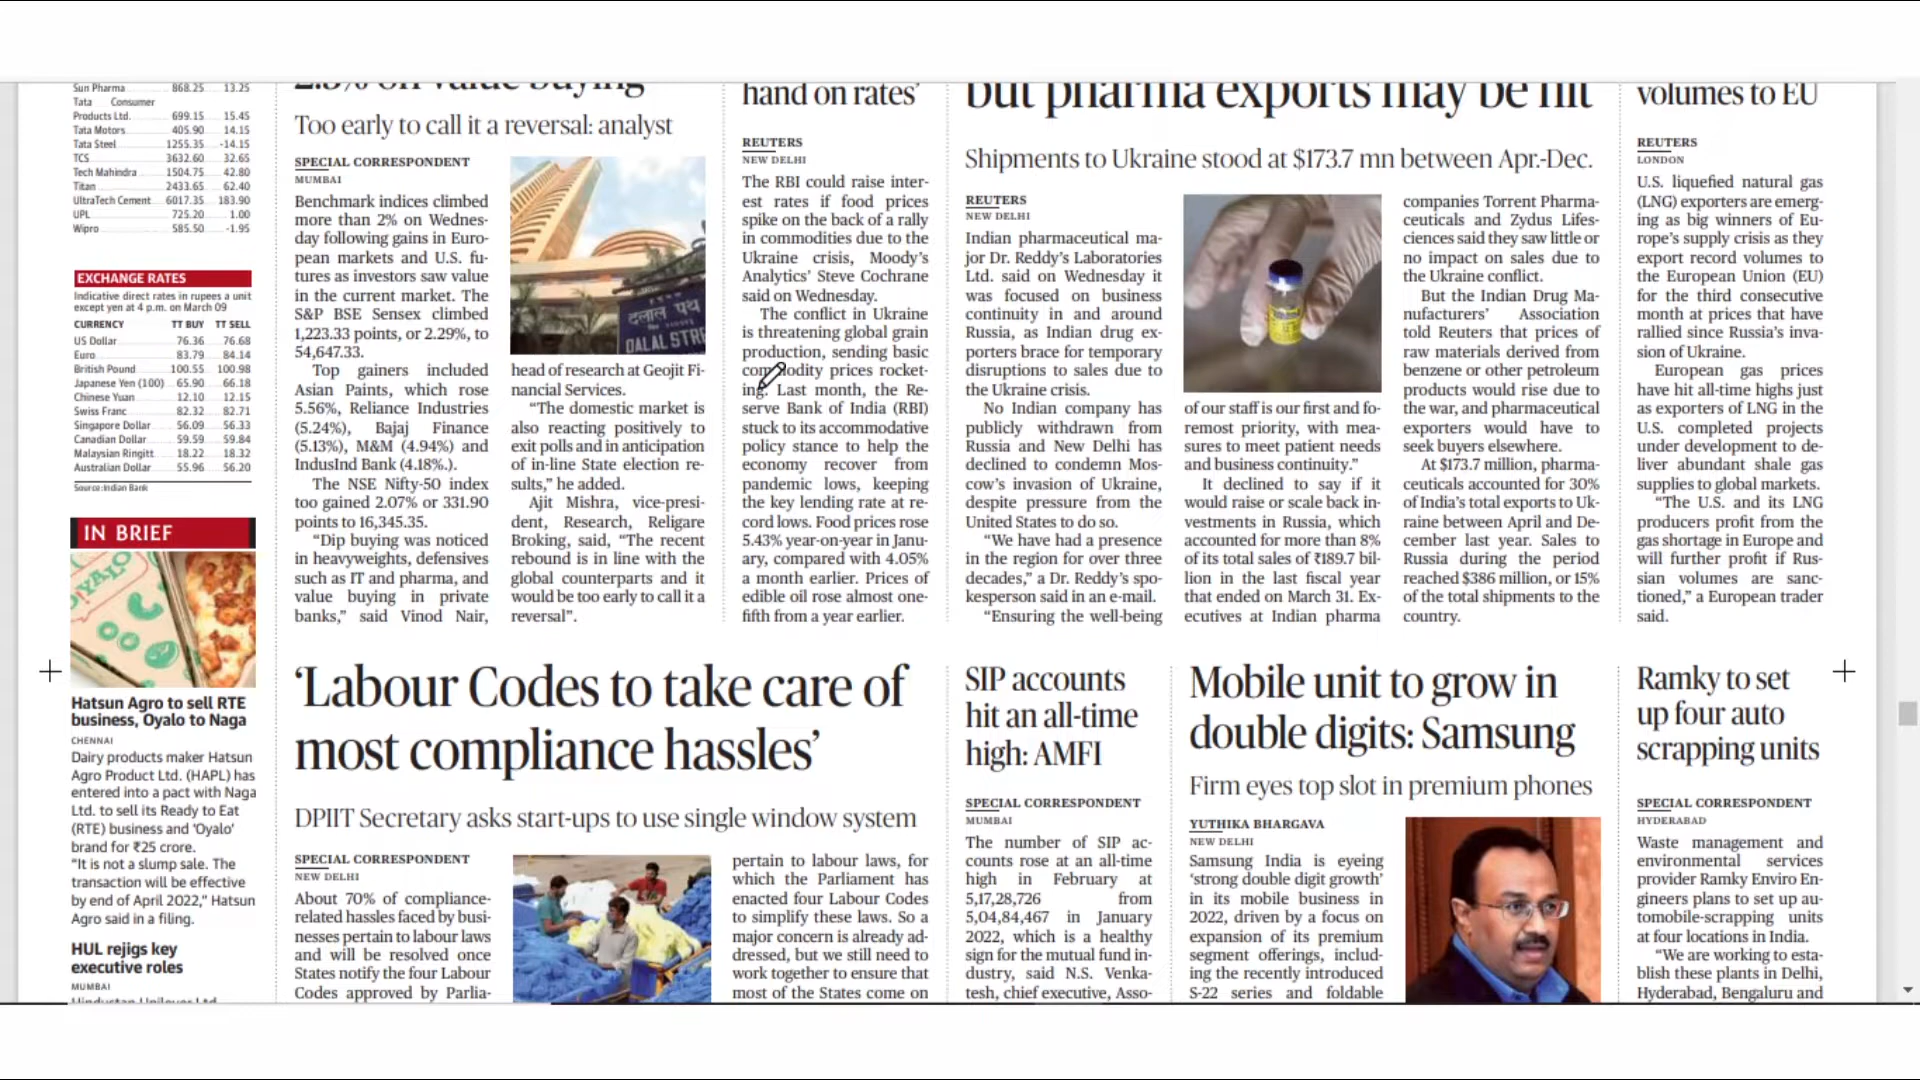 Sun Pharma 868.25 13.25
Tata Consumer
Products Ltd. 699.15 15.45
Tata Motors 405.90 14.15
Tata Steel 1255.35 -14.15
TCS 3632.60 32.65
Tech Mahindra 1504.75 42.80
Titan 2433.65 62.40
UltraTech Cement 6017.35 183.90
UPL 725.20 1.00
Wipro 585.50 -1.95
EXCHANGE RATES
Indicative direct rates in rupees a unit
except yen at 4 p.m. on March 09
CURRENCY TT BUY TT SELL
US Dollar 76.36 76.68
Euro 83.79 84.14
British Pound 100.55 100.98
Japanese Yen (100) 65.90 66.18
Chinese Yuan 12.10 12.15
Swiss Franc 82.32 82.71
Singapore Dollar 56.09 56.33
Canadian Dollar 59.59 59.84
Malaysian Ringitt 18.22 18.32
Australian Dollar 55.96 56.20
Source:Indian Bank
IN BRIEF
Hatsun Agro to sell RTE
business, Oyalo to Naga
CHENNAI
Dairy products maker Hatsun
Agro Product Ltd. (HAPL) has
entered into a pact with Naga
Ltd. to sell its Ready to Eat
(RTE) business and 'Oyalo'
brand for ₹25 crore.
"It is not a slump sale. The
transaction will be effective
by end of April 2022," Hatsun
Agro said in a filing.
HUL rejigs key
executive roles
MUMBAI
Hindustan Unilever Ltd
2.3% on value buying
Too early to call it a reversal: analyst
SPECIAL CORRESPONDENT
MUMBAI
Benchmark indices climbed
more than 2% on Wednes-
day following gains in Euro-
pean markets and U.S. fu-
tures as investors saw value
in the current market. The
S&P BSE Sensex climbed
1,223.33 points, or 2.29%, to
54,647.33.
Top gainers included
Asian Paints, which rose
5.56%, Reliance Industries
(5.24%), Bajaj Finance
(5.13%), M&M (4.94%) and
IndusInd Bank (4.18%.).
The NSE Nifty-50 index
too gained 2.07% or 331.90
points to 16,345.35.
"Dip buying was noticed
in heavyweights, defensives
such as IT and pharma, and
value buying in private
banks," said Vinod Nair,
दलाल पथ
DALAL STR
head of research at Geojit Fi-
nancial Services.
"The domestic market is
also reacting positively to
exit polls and in anticipation
of in-line State election re-
sults," he added.
Ajit Mishra, vice-presi-
dent, Research, Religare
Broking, said, "The recent
rebound is in line with the
global counterparts and it
would be too early to call it a
reversal".
hand on rates'
REUTERS
NEW DELHI
The RBI could raise inter-
est rates if food prices
spike on the back of a rally
in commodities due to the
Ukraine crisis, Moody's
Analytics' Steve Cochrane
said on Wednesday.
The conflict in Ukraine
is threatening global grain
production, sending basic
commodity prices rocket-
ing. Last month, the Re-
serve Bank of India (RBI)
stuck to its accommodative
policy stance to help the
economy recover from
pandemic lows, keeping
the key lending rate at re-
cord lows. Food prices rose
5.43% year-on-year in Janu-
ary, compared with 4.05%
a month earlier. Prices of
edible oil rose almost one-
fifth from a year earlier.
but pharma exports may be hit
Shipments to Ukraine stood at $173.7 mn between Apr.-Dec.
REUTERS
NEW DELHI
Indian pharmaceutical ma-
jor Dr. Reddy's Laboratories
Ltd. said on Wednesday it
was focused on business
continuity in and around
Russia, as Indian drug ex-
porters brace for temporary
disruptions to sales due to
the Ukraine crisis.
No Indian company has
publicly withdrawn from
Russia and New Delhi has
declined to condemn Mos-
cow's invasion of Ukraine,
despite pressure from the
United States to do so.
"We have had a presence
in the region for over three
decades," a Dr. Reddy's spo-
kesperson said in an e-mail.
"Ensuring the well-being
of our staff is our first and fo-
remost priority, with mea-
sures to meet patient needs
and business continuity."
It declined to say if it
would raise or scale back in-
vestments in Russia, which
accounted for more than 8%
of its total sales of ₹189.7 bil-
lion in the last fiscal year
that ended on March 31. Ex-
ecutives at Indian pharma
companies Torrent Pharma-
ceuticals and Zydus Lifes-
ciences said they saw little or
no impact on sales due to
the Ukraine conflict.
But the Indian Drug Ma-
nufacturers' Association
told Reuters that prices of
raw materials derived from
benzene or other petroleum
products would rise due to
the war, and pharmaceutical
exporters would have to
seek buyers elsewhere.
At $173.7 million, pharma-
ceuticals accounted for 30%
of India's total exports to Uk-
raine between April and De-
cember last year. Sales to
Russia during the period
reached $386 million, or 15%
of the total shipments to the
country.
volumes to EU
REUTERS
LONDON
U.S. liquefied natural gas
(LNG) exporters are emerg-
ing as big winners of Eu-
rope's supply crisis as they
export record volumes to
the European Union (EU)
for the third consecutive
month at prices that have
rallied since Russia's inva-
sion of Ukraine.
European gas prices
have hit all-time highs just
as exporters of LNG in the
U.S. completed projects
under development to de-
liver abundant shale gas
supplies to global markets.
"The U.S. and its LNG
producers profit from the
gas shortage in Europe and
will further profit if Rus-
sian volumes are sanc-
tioned," a European trader
said.
'Labour Codes to take care of
most compliance hassles'
DPIIT Secretary asks start-ups to use single window system
SPECIAL CORRESPONDENT
NEW DELHI
About 70% of compliance-
related hassles faced by busi-
nesses pertain to labour laws
and will be resolved once
States notify the four Labour
Codes approved by Parlia-
pertain to labour laws, for
which the Parliament has
enacted four Labour Codes
to simplify these laws. So a
major concern is already ad-
dressed, but we still need to
work together to ensure that
most of the States come on
SIP accounts
hit an all-time
high: AMFI
SPECIAL CORRESPONDENT
MUMBAI
The number of SIP ac-
counts rose at an all-time
high in February at
5,17,28,726 from
5,04,84,467 in January
2022, which is a healthy
sign for the mutual fund in-
dustry, said N.S. Venka-
tesh, chief executive, Asso-
Mobile unit to grow in
double digits: Samsung
Firm eyes top slot in premium phones
YUTHIKA BHARGAVA
NEW DELHI
Samsung India is eyeing
'strong double digit growth'
in its mobile business in
2022, driven by a focus on
expansion of its premium
segment offerings, includ-
ing the recently introduced
S-22 series and foldable
Ramky to set
up four auto
scrapping units
SPECIAL CORRESPONDENT
HYDERABAD
Waste management and
environmental services
provider Ramky Enviro En-
gineers plans to set up au-
tomobile-scrapping units
at four locations in India.
"We are working to esta-
blish these plants in Delhi,
Hyderabad, Bengaluru and